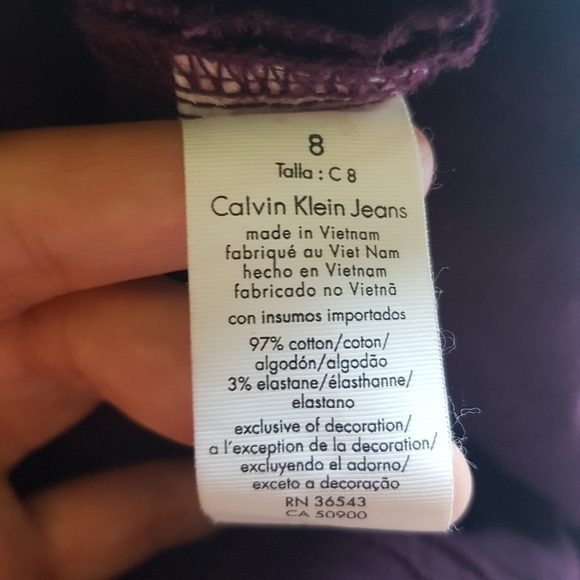 8
Talla : C 8
Calvin Klein Jeans
made in Vietnam
fabriqué au Viet Nam
hecho en Vietnam
fabricado no Vietnã
con insumos importados
97% cotton/coton/
algodón/algodão
3% elastane/élasthanne/
elastano
exclusive of decoration/
a l'exception de la decoration/
excluyendo el adorno/
exceto a decoração
RN 36543
CA 50900